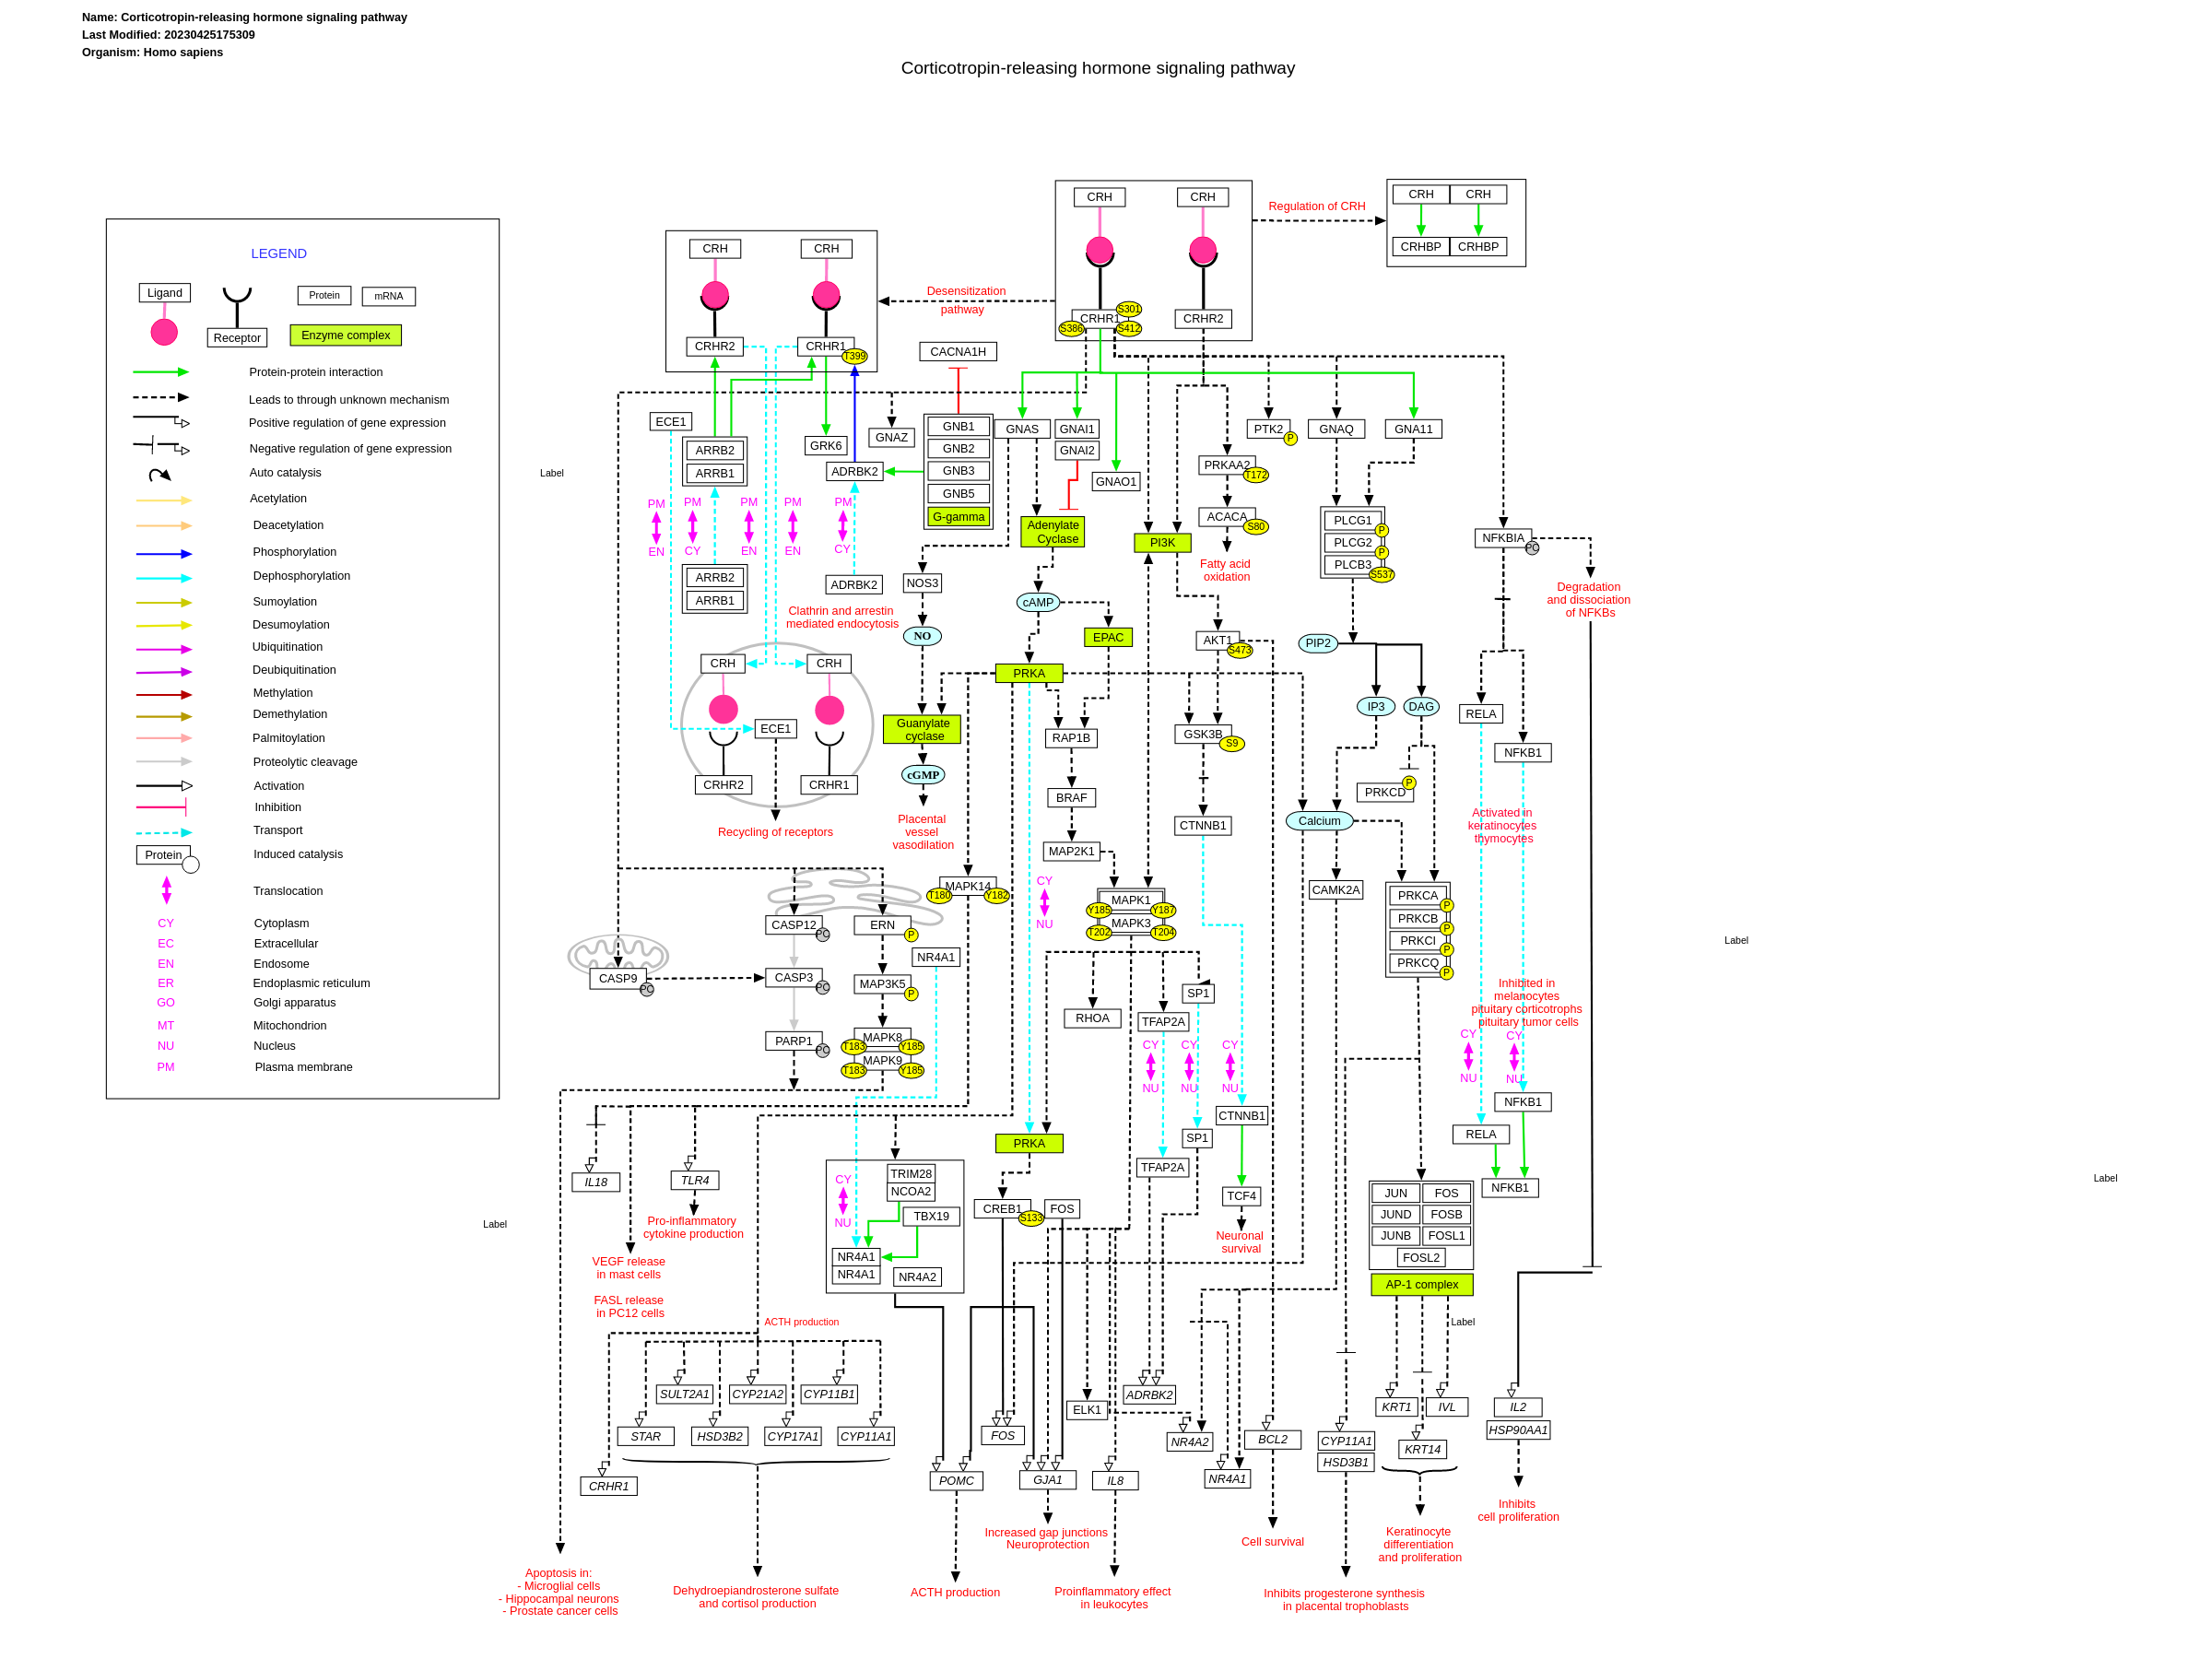 Name: Corticotropin-releasing hormone signaling pathway
Last Modified: 20230425175309
Organism: Homo sapiens
Corticotropin-releasing hormone signaling pathway
LEGEND
Ligand
Receptor
Protein
mRNA
Enzyme complex
Protein-protein interaction
Leads to through unknown mechanism
Positive regulation of gene expression
Negative regulation of gene expression
Auto catalysis
Acetylation
Deacetylation
Phosphorylation
Dephosphorylation
Sumoylation
Desumoylation
Ubiquitination
Deubiquitination
Methylation
Demethylation
Palmitoylation
Proteolytic cleavage
Activation
Inhibition
Transport
Protein
Induced catalysis
Translocation
CY Cytoplasm
EC Extracellular
EN Endosome
ER Endoplasmic reticulum
GO Golgi apparatus
MT Mitochondrion
NU Nucleus
PM Plasma membrane
Label
Label
Label
Label
Label
CRH
CRH
CRHR2
CRHR1
T399
Desensitization
pathway
CRH
CRH
CRHR1
S301
S386
S412
CRHR2
Regulation of CRH
CRH
CRH
CRHBP
CRHBP
CACNA1H
ECE1
ARRB2
ARRB1
GRK6
GNAZ
ADRBK2
GNB1
GNB2
GNB3
GNB5
G-gamma
GNAS
GNAI1
GNAI2
GNAO1
PTK2
P
GNAQ
GNA11
PRKAA2
T172
ACACA
S80
Fatty acid
oxidation
PM
EN
PM
CY
PM
EN
PM
EN
PM
CY
ARRB2
ARRB1
ADRBK2
Clathrin and arrestin
mediated endocytosis
Adenylate
Cyclase
PI3K
PLCG1
P
PLCG2
P
PLCB3
S537
NFKBIA
PC
Degradation
and dissociation
of NFKBs
NOS3
NO
cAMP
EPAC
AKT1
S473
PIP2
IP3
DAG
RELA
NFKB1
CRH
CRH
ECE1
CRHR2
CRHR1
Recycling of receptors
PRKA
Guanylate
cyclase
cGMP
Placental
vessel
vasodilation
RAP1B
BRAF
MAP2K1
GSK3B
S9
CTNNB1
PRKCD
P
Calcium
CAMK2A
Activated in
keratinocytes
thymocytes
MAPK14
T180
Y182
CY
NU
MAPK1
Y185
Y187
MAPK3
T202
T204
PRKCA
P
PRKCB
P
PRKCI
P
PRKCQ
P
CASP12
PC
ERN
P
NR4A1
CASP9
PC
CASP3
PC
MAP3K5
P
PARP1
PC
MAPK8
T183
Y185
MAPK9
T183
Y185
RHOA
TFAP2A
SP1
CY
NU
CY
NU
CY
NU
Inhibited in
melanocytes
pituitary corticotrophs
pituitary tumor cells
CY
NU
CY
NU
NFKB1
RELA
NFKB1
CTNNB1
SP1
TFAP2A
TCF4
Neuronal
survival
PRKA
IL18
TLR4
Pro-inflammatory
cytokine production
VEGF release
in mast cells
FASL release
in PC12 cells
CY
NU
TRIM28
NCOA2
TBX19
NR4A1
NR4A1
NR4A2
CREB1
S133
FOS
JUN
FOS
JUND
FOSB
JUNB
FOSL1
FOSL2
AP-1 complex
ACTH production
SULT2A1
CYP21A2
CYP11B1
STAR
HSD3B2
CYP17A1
CYP11A1
CRHR1
FOS
POMC
GJA1
IL8
ELK1
ADRBK2
NR4A2
NR4A1
BCL2
CYP11A1
HSD3B1
KRT1
IVL
KRT14
IL2
HSP90AA1
Inhibits
cell proliferation
Keratinocyte
differentiation
and proliferation
Cell survival
Increased gap junctions
Neuroprotection
Apoptosis in:
- Microglial cells
- Hippocampal neurons
- Prostate cancer cells
Dehydroepiandrosterone sulfate
and cortisol production
ACTH production
Proinflammatory effect
in leukocytes
Inhibits progesterone synthesis
in placental trophoblasts